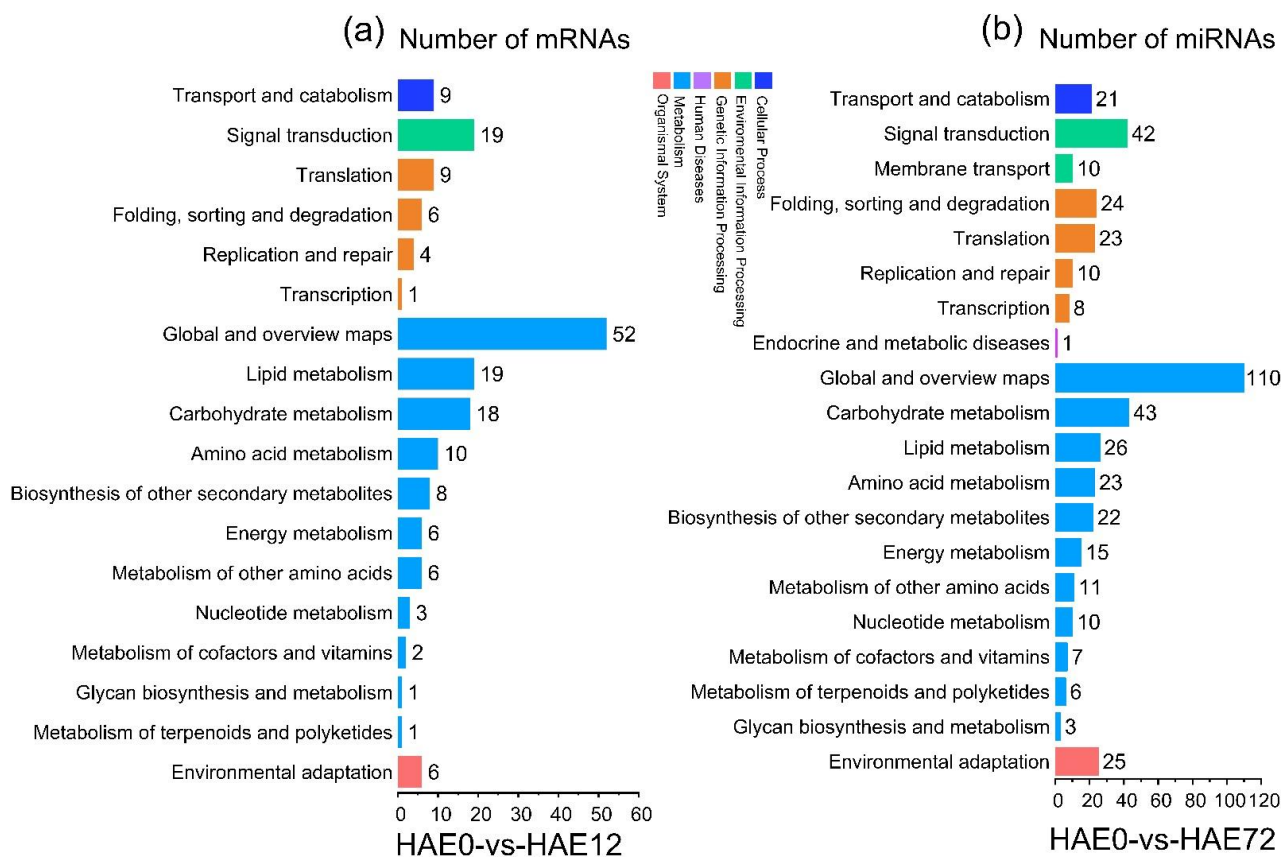 (a) Number of mRNAs
Transport and catabolism 9
Signal transduction 19
Translation 9
Folding, sorting and degradation 6
Replication and repair 4
Transcription 1
Global and overview maps 52
Lipid metabolism 19
Carbohydrate metabolism 18
Amino acid metabolism 10
Biosynthesis of other secondary metabolites 8
Energy metabolism 6
Metabolism of other amino acids 6
Nucleotide metabolism 3
Metabolism of cofactors and vitamins 2
Glycan biosynthesis and metabolism 1
Metabolism of terpenoids and polyketides 1
Environmental adaptation 6
0 10 20 30 40 50 60
HAE0-vs-HAE12
Cellular Process
Enviromental Information Processing
Genetic Information Processing
Human Diseases
Metabolism
Organismal System
(b) Number of miRNAs
Transport and catabolism 21
Signal transduction 42
Membrane transport 10
Folding, sorting and degradation 24
Translation 23
Replication and repair 10
Transcription 8
Endocrine and metabolic diseases 1
Global and overview maps 110
Carbohydrate metabolism 43
Lipid metabolism 26
Amino acid metabolism 23
Biosynthesis of other secondary metabolites 22
Energy metabolism 15
Metabolism of other amino acids 11
Nucleotide metabolism 10
Metabolism of cofactors and vitamins 7
Metabolism of terpenoids and polyketides 6
Glycan biosynthesis and metabolism 3
Environmental adaptation 25
0 20 40 60 80 100 120
HAE0-vs-HAE72